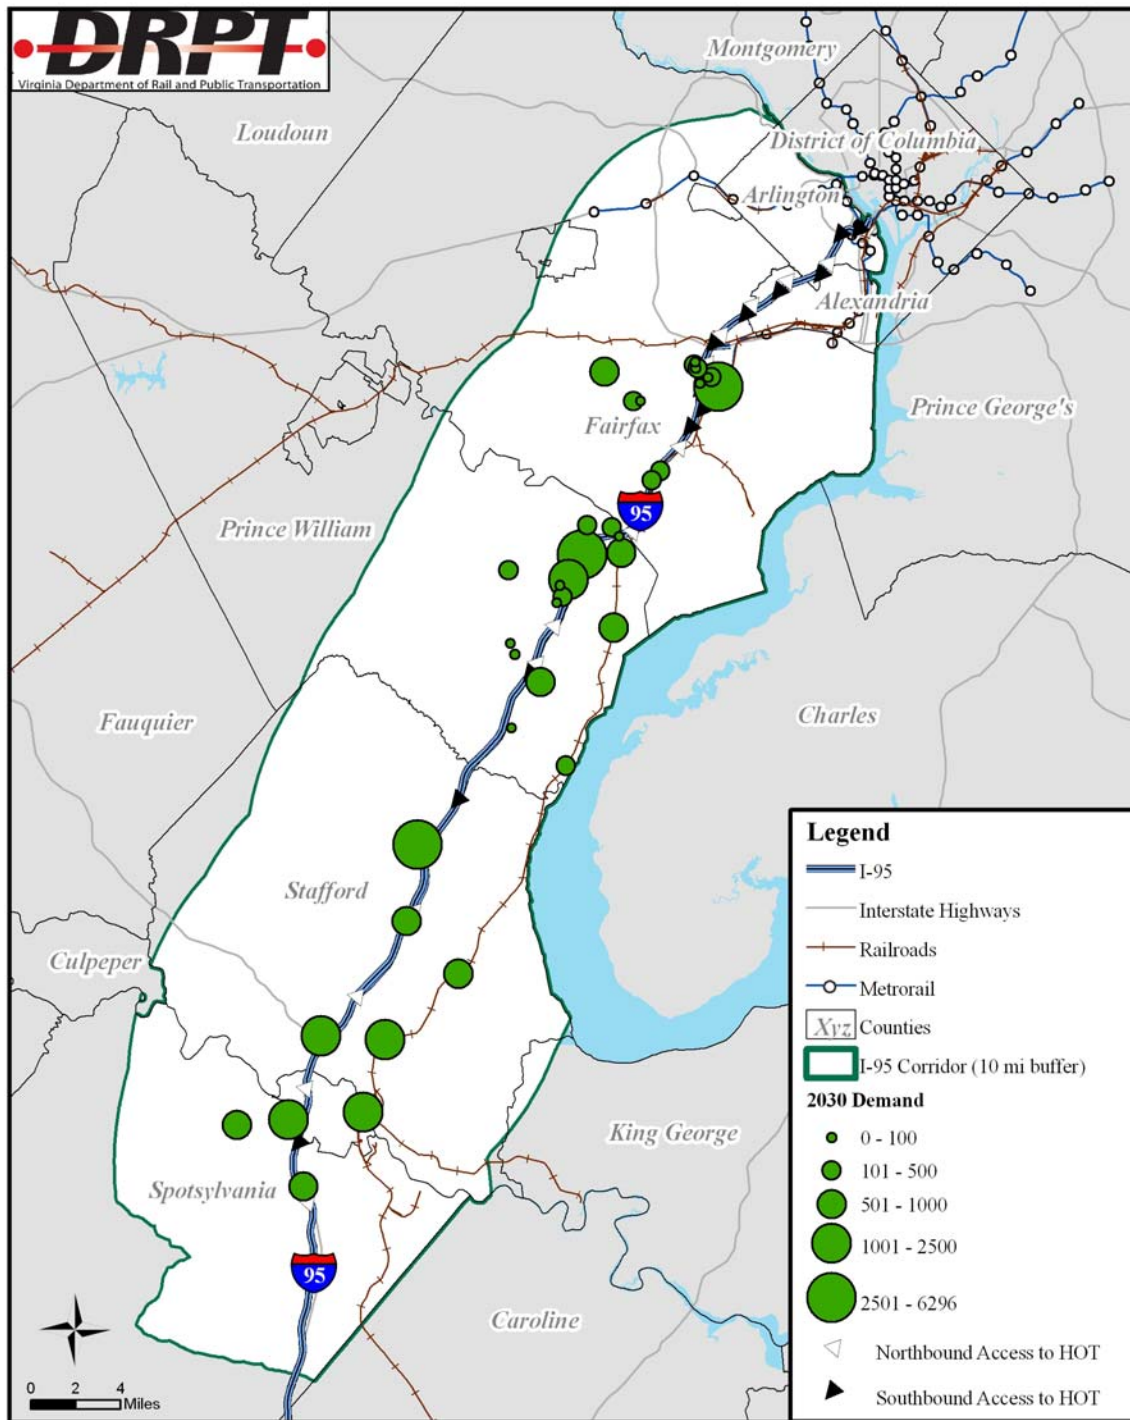 DRPT
Virginia Department of Rail and Public Transportation
Montgomery
Loudoun
District of Columbia
Arlington
Alexandria
Prince George's
Fairfax
95
Prince William
Fauquier
Charles
Stafford
Culpeper
King George
Spotsylvania
95
Caroline
0 2 4
Miles
Legend
I-95
Interstate Highways
Railroads
Metrorail
Xyz Counties
I-95 Corridor (10 mi buffer)
2030 Demand
0 - 100
101 - 500
501 - 1000
1001 - 2500
2501 - 6296
Northbound Access to HOT
Southbound Access to HOT